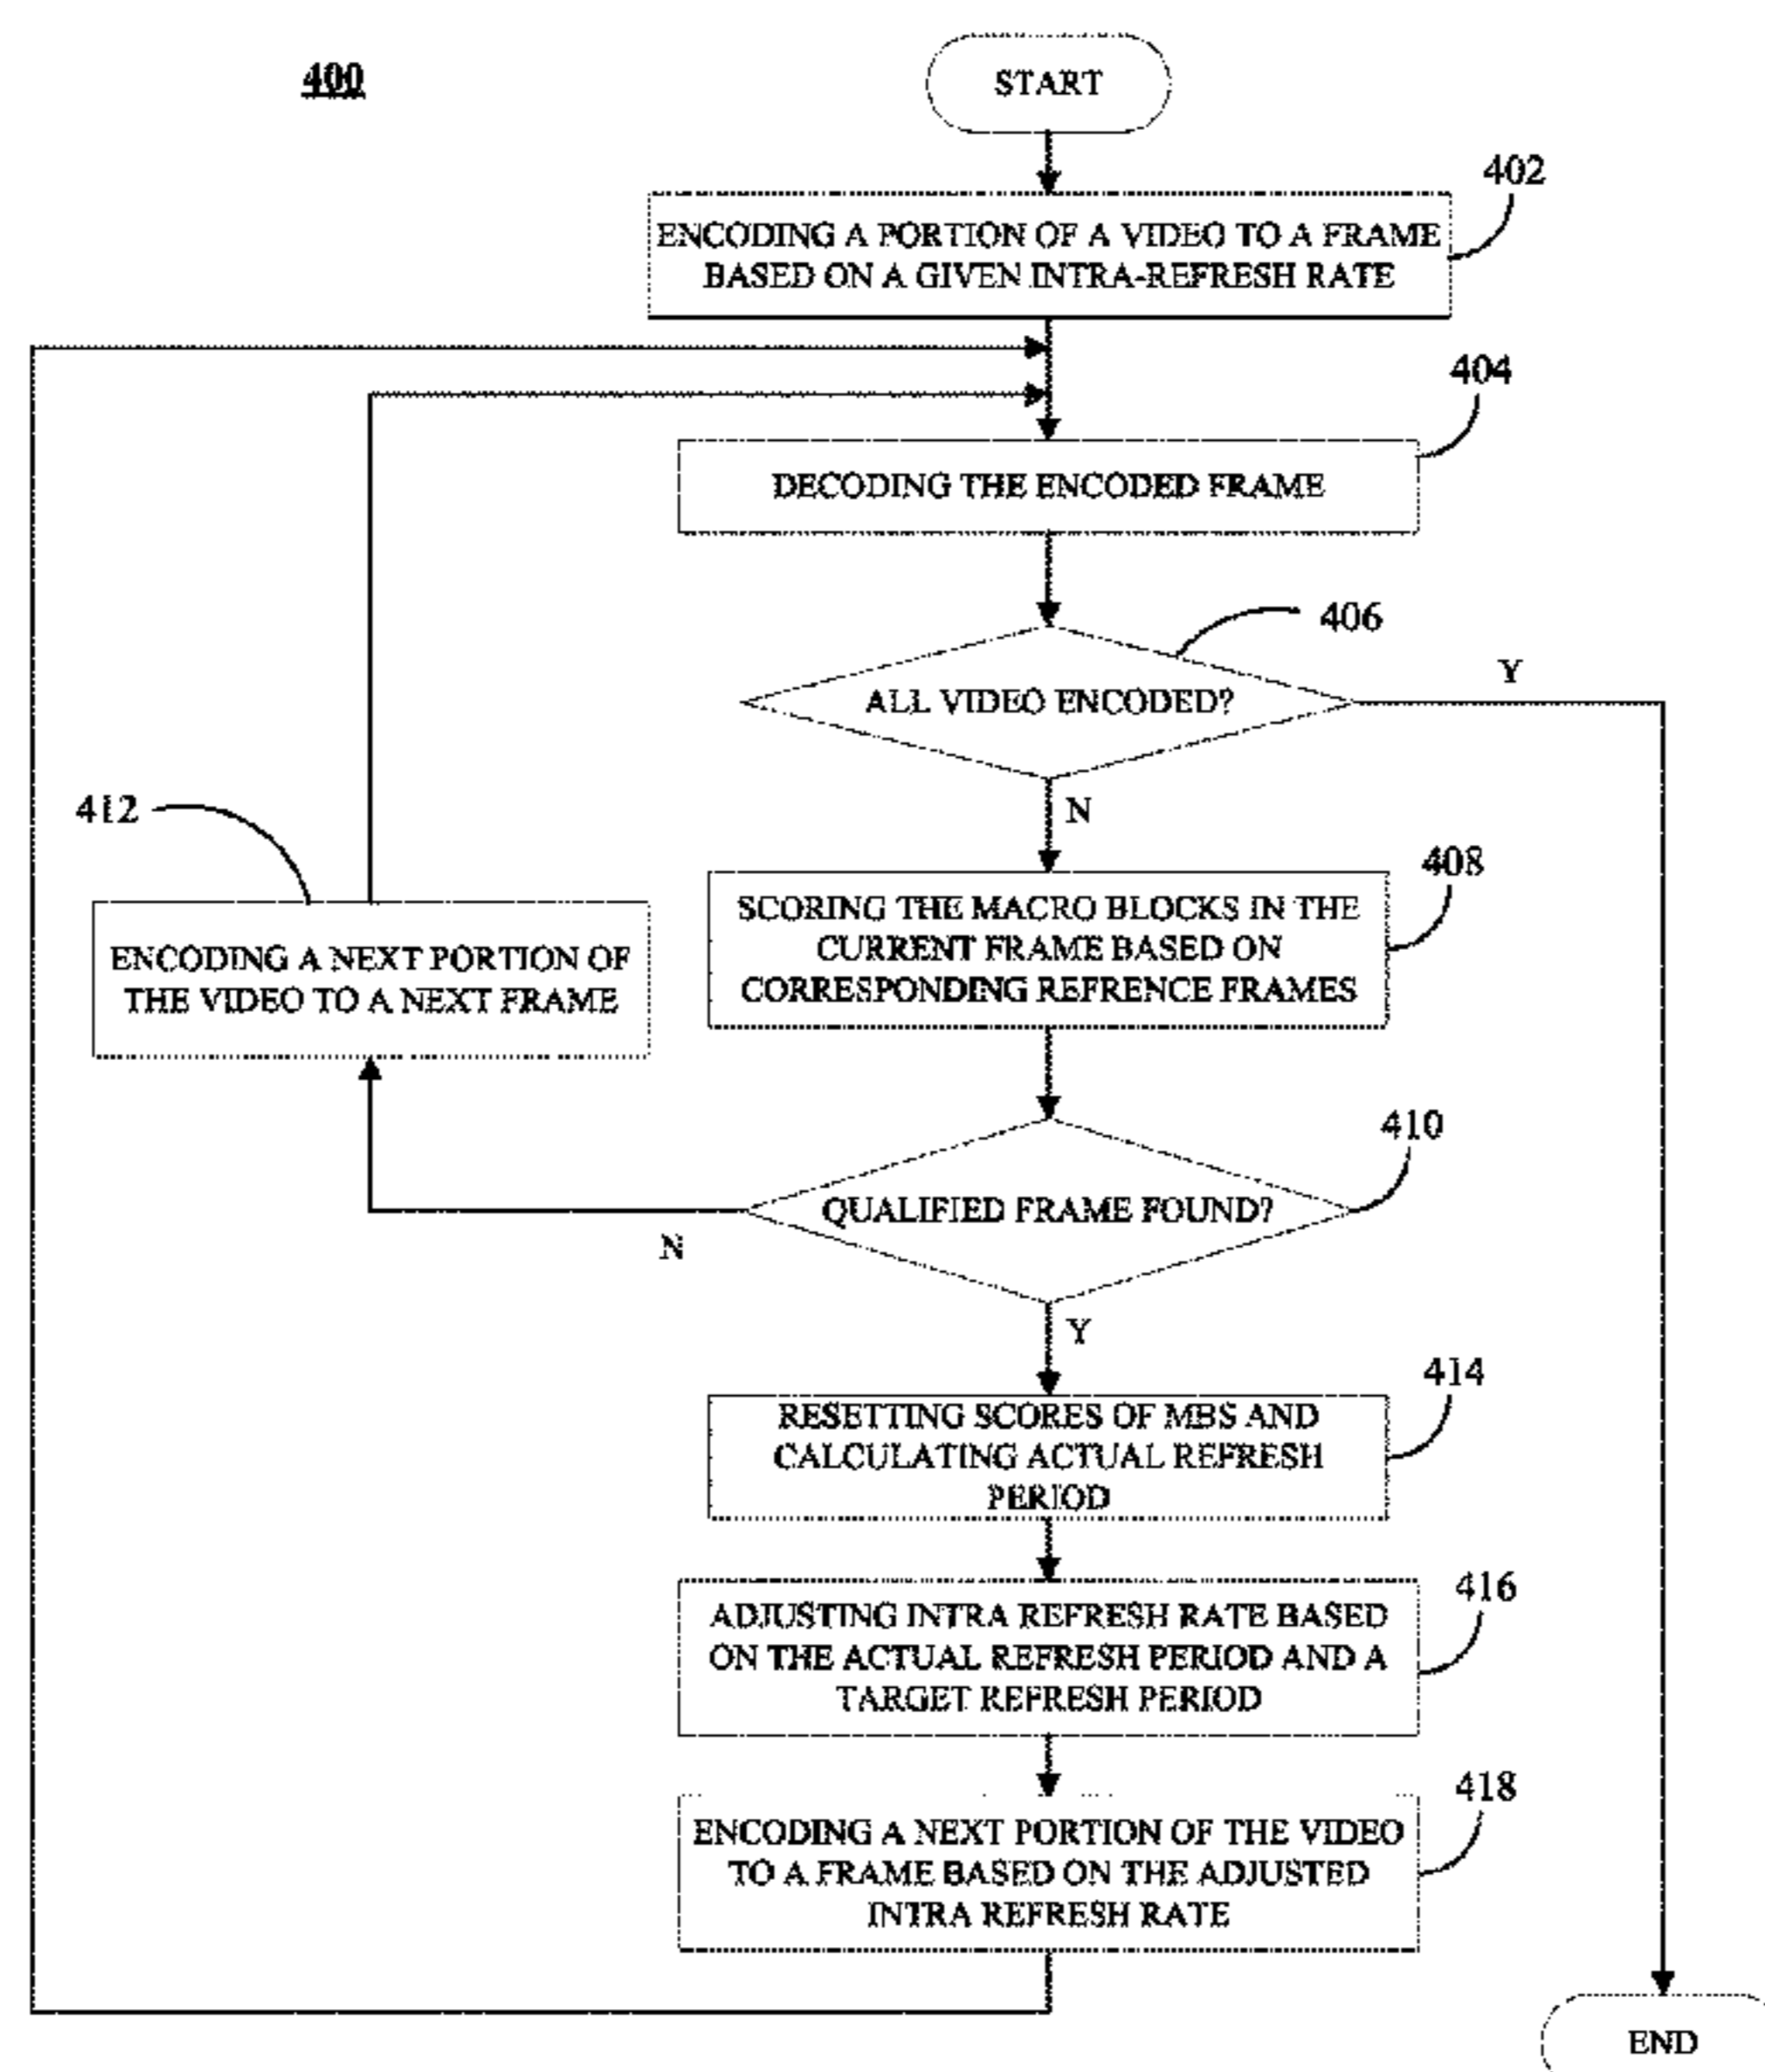 400
START
402
ENCODING A PORTION OF A VIDEO TO A FRAME
BASED ON A GIVEN INTRA-REFRESH RATE
404
DECODING THE ENCODED FRAME
406
ALL VIDEO ENCODED?
Y
N
412
408
SCORING THE MACRO BLOCKS IN THE
CURRENT FRAME BASED ON
CORRESPONDING REFRENCE FRAMES
ENCODING A NEXT PORTION OF
THE VIDEO TO A NEXT FRAME
410
QUALIFIED FRAME FOUND?
N
Y
414
RESETTING SCORES OF MBS AND
CALCULATING ACTUAL REFRESH
PERIOD
416
ADJUSTING INTRA REFRESH RATE BASED
ON THE ACTUAL REFRESH PERIOD AND A
TARGET REFRESH PERIOD
418
ENCODING A NEXT PORTION OF THE VIDEO
TO A FRAME BASED ON THE ADJUSTED
INTRA REFRESH RATE
END